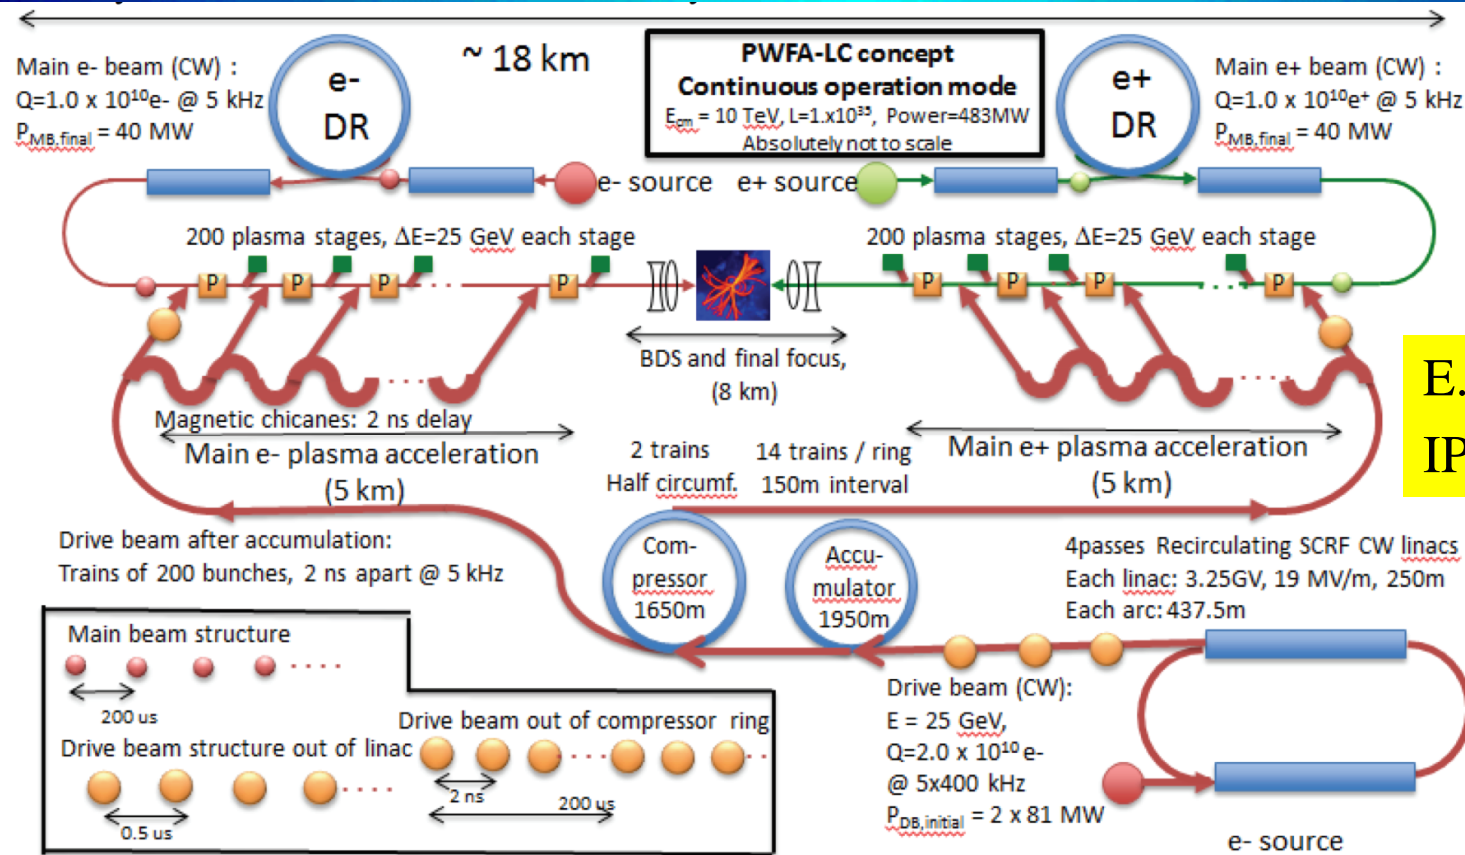 ~ 18 km
PWFA-LC concept
Continuous operation mode
E_cm = 10 TeV, L=1.x10³⁵, Power=483MW
Absolutely not to scale
Main e- beam (CW) :
Q=1.0 x 10¹⁰e- @ 5 kHz
P_MB,final = 40 MW
e-
DR
e+
DR
Main e+ beam (CW) :
Q=1.0 x 10¹⁰e⁺ @ 5 kHz
P_MB,final = 40 MW
e- source
e+ source
200 plasma stages, ΔE=25 GeV each stage
200 plasma stages, ΔE=25 GeV each stage
P
P
P
P
P
P
P
P
BDS and final focus,
(8 km)
E.
IP
Magnetic chicanes: 2 ns delay
Main e- plasma acceleration
(5 km)
2 trains
Half circumf.
14 trains / ring
150m interval
Main e+ plasma acceleration
(5 km)
Drive beam after accumulation:
Trains of 200 bunches, 2 ns apart @ 5 kHz
Com-
pressor
1650m
Accu-
mulator
1950m
4passes Recirculating SCRF CW linacs
Each linac: 3.25GV, 19 MV/m, 250m
Each arc: 437.5m
Main beam structure
200 us
Drive beam structure out of linac
0.5 us
Drive beam out of compressor ring
2 ns
200 us
Drive beam (CW):
E = 25 GeV,
Q=2.0 x 10¹⁰ e-
@ 5x400 kHz
P_DB,initial = 2 x 81 MW
e- source